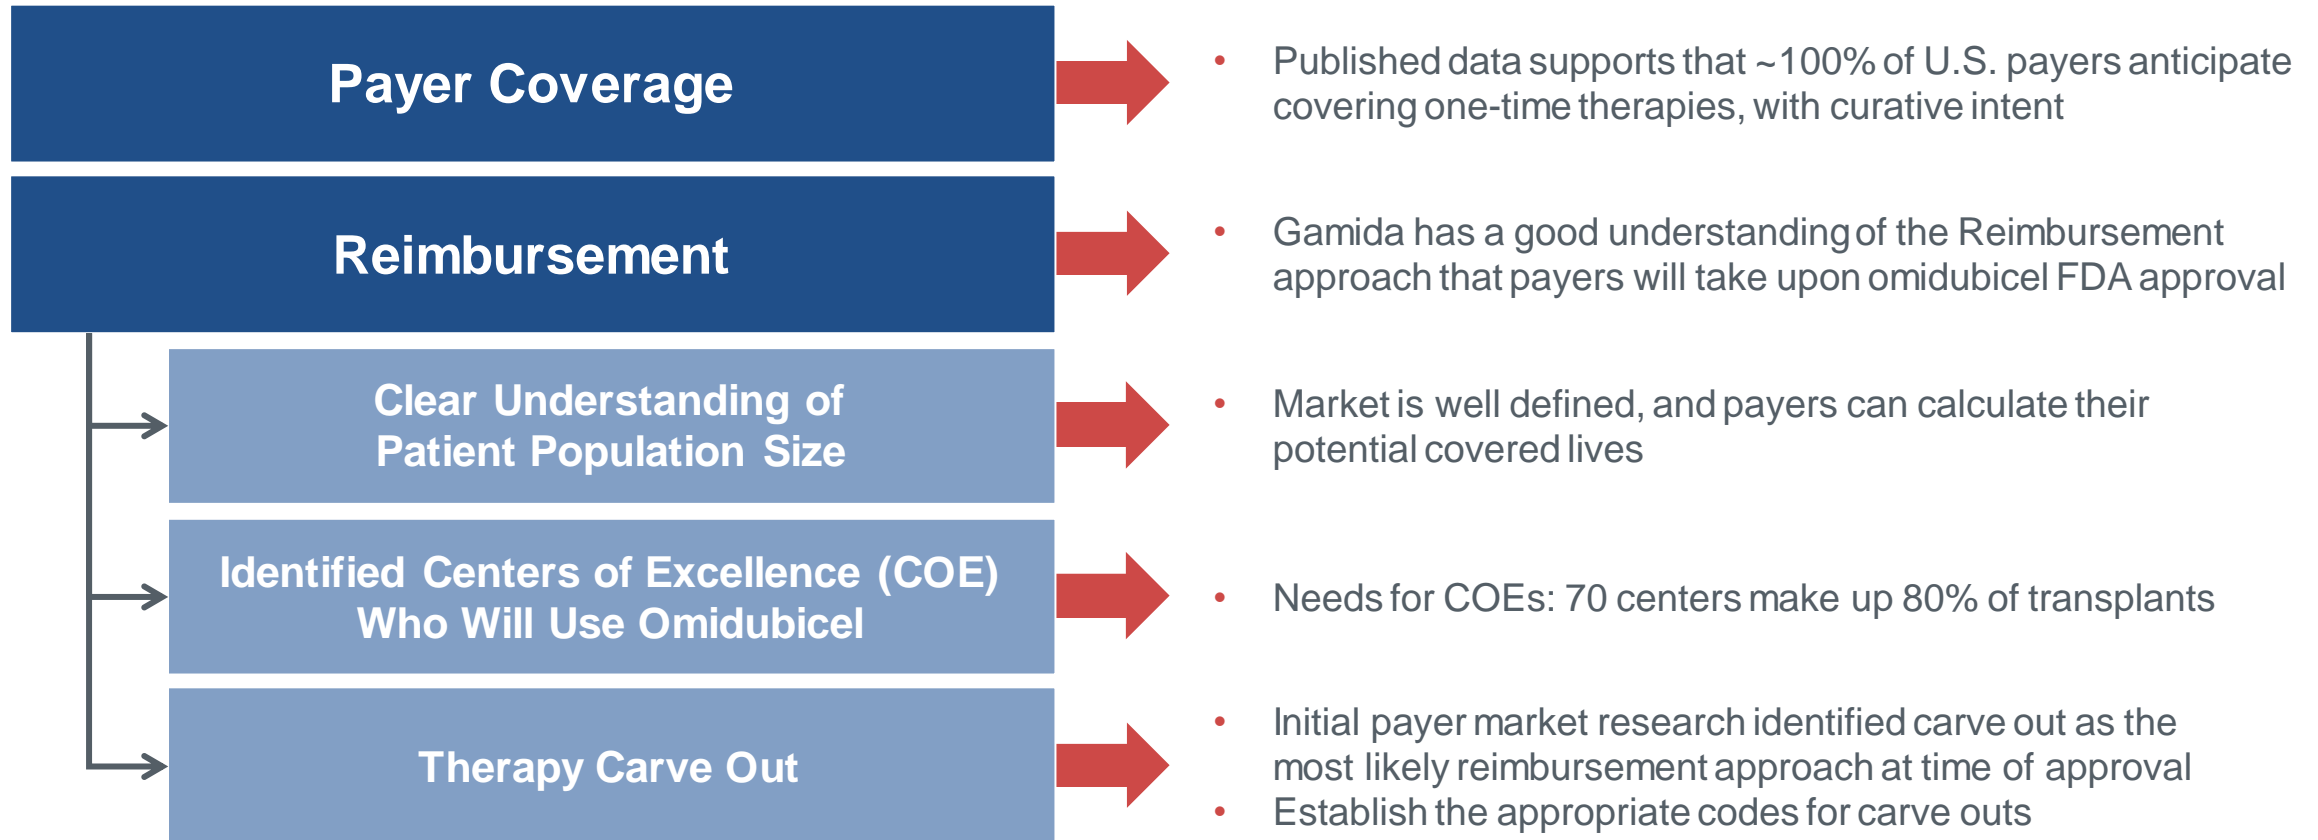 Payer Coverage
• Published data supports that ~100% of U.S. payers anticipate
covering one-time therapies, with curative intent
Reimbursement
• Gamida has a good understanding of the Reimbursement
approach that payers will take upon omidubicel FDA approval
Clear Understanding of
Patient Population Size
• Market is well defined, and payers can calculate their
potential covered lives
Identified Centers of Excellence (COE)
Who Will Use Omidubicel
• Needs for COEs: 70 centers make up 80% of transplants
Therapy Carve Out
• Initial payer market research identified carve out as the
most likely reimbursement approach at time of approval
• Establish the appropriate codes for carve outs